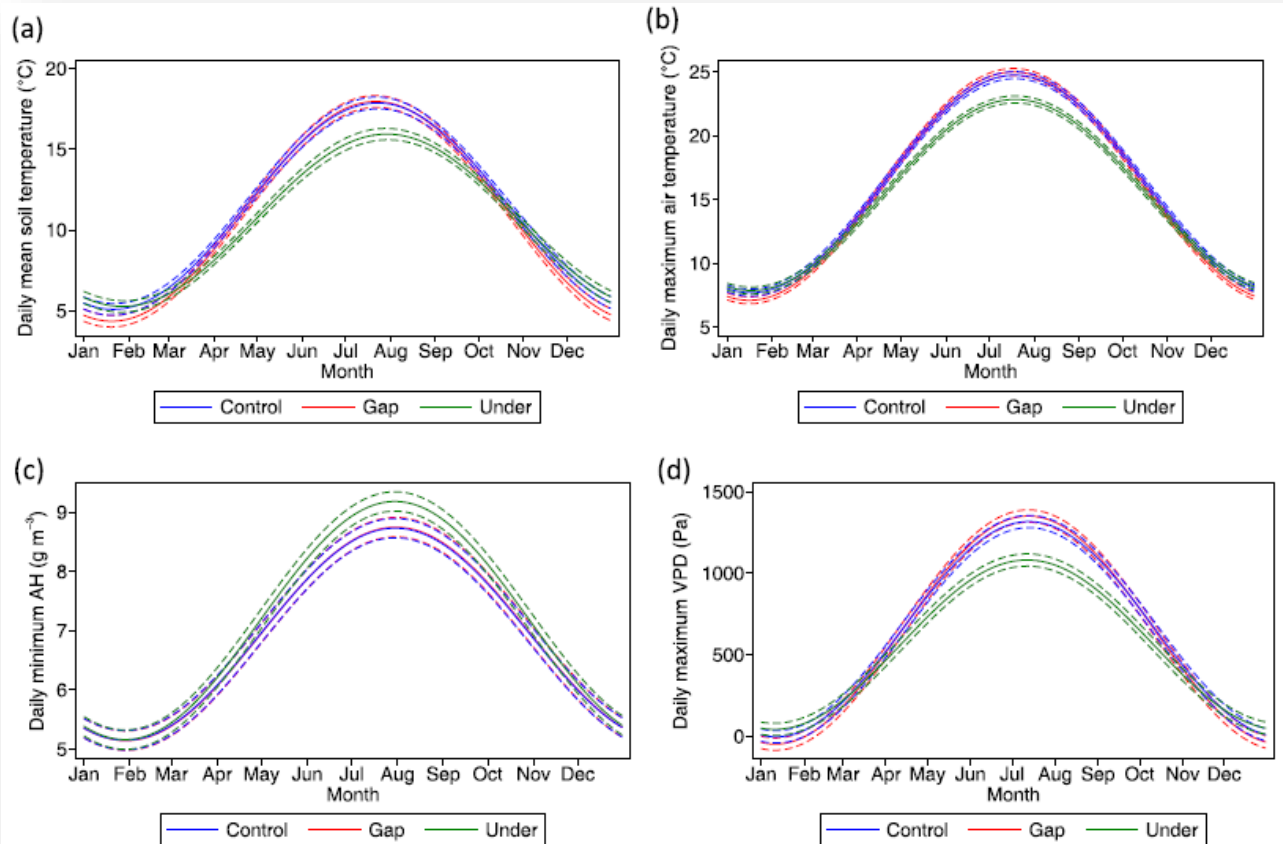 (a)
Daily mean soil temperature (°C)
20
15
10
5
Jan Feb Mar Apr May Jun Jul Aug Sep Oct Nov Dec
Month
Control Gap Under
(b)
Daily maximum air temperature (°C)
25
20
15
10
5
Jan Feb Mar Apr May Jun Jul Aug Sep Oct Nov Dec
Month
Control Gap Under
(c)
Daily minimum AH (g m⁻³)
9
8
7
6
5
Jan Feb Mar Apr May Jun Jul Aug Sep Oct Nov Dec
Month
Control Gap Under
(d)
Daily maximum VPD (Pa)
1500
1000
500
0
Jan Feb Mar Apr May Jun Jul Aug Sep Oct Nov Dec
Month
Control Gap Under